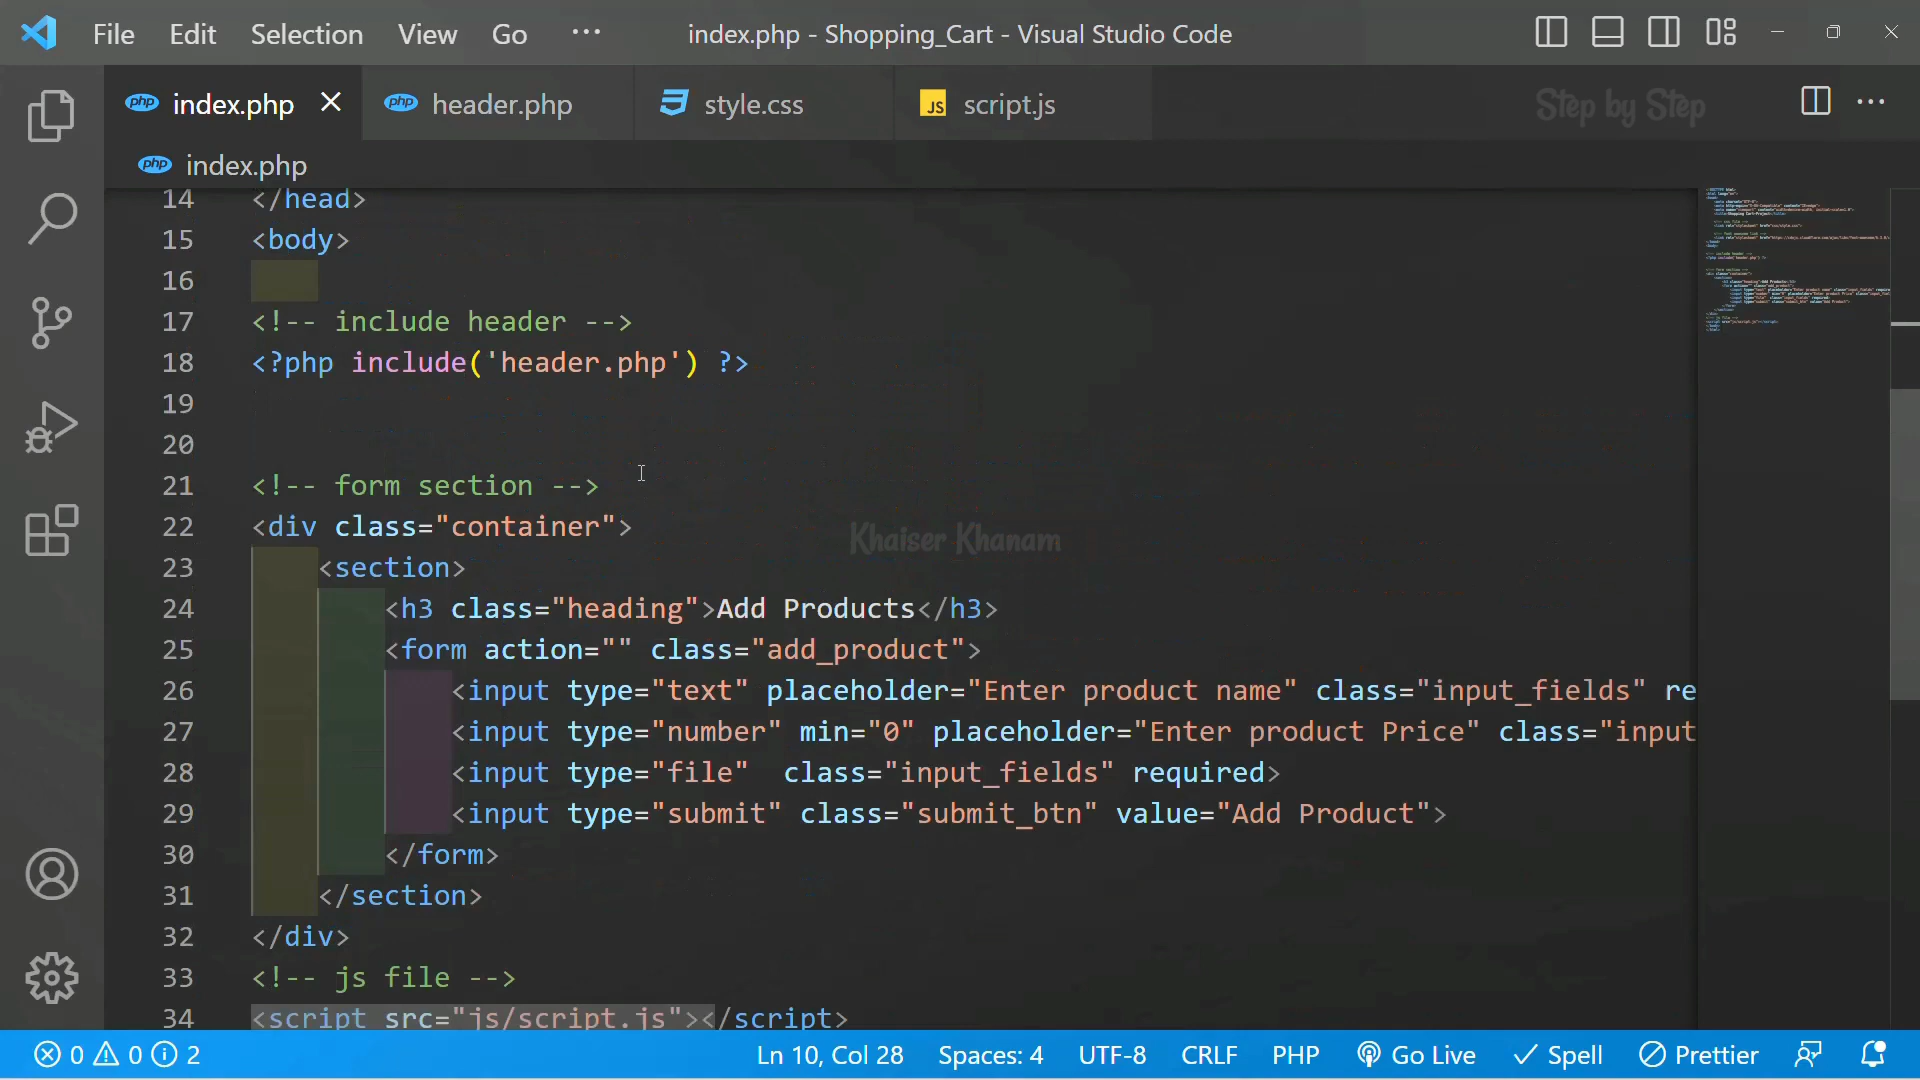 File Edit Selection View Go ··· index.php - Shopping_Cart - Visual Studio Code
php index.php php header.php style.css JS script.js Step by Step
php index.php
14 </head>
15 <body>
16
17 <!-- include header -->
18 <?php include('header.php') ?>
19
20
21 <!-- form section -->
22 <div class="container">
Khaiser Khanam
23 <section>
24 <h3 class="heading">Add Products</h3>
25 <form action="" class="add_product">
26 <input type="text" placeholder="Enter product name" class="input_fields" re
27 <input type="number" min="0" placeholder="Enter product Price" class="input
28 <input type="file"  class="input_fields" required>
29 <input type="submit" class="submit_btn" value="Add Product">
30 </form>
31 </section>
32 </div>
33 <!-- js file -->
34 <script src="js/script.js"></script>
0 0 2 Ln 10, Col 28 Spaces: 4 UTF-8 CRLF PHP Go Live Spell Prettier